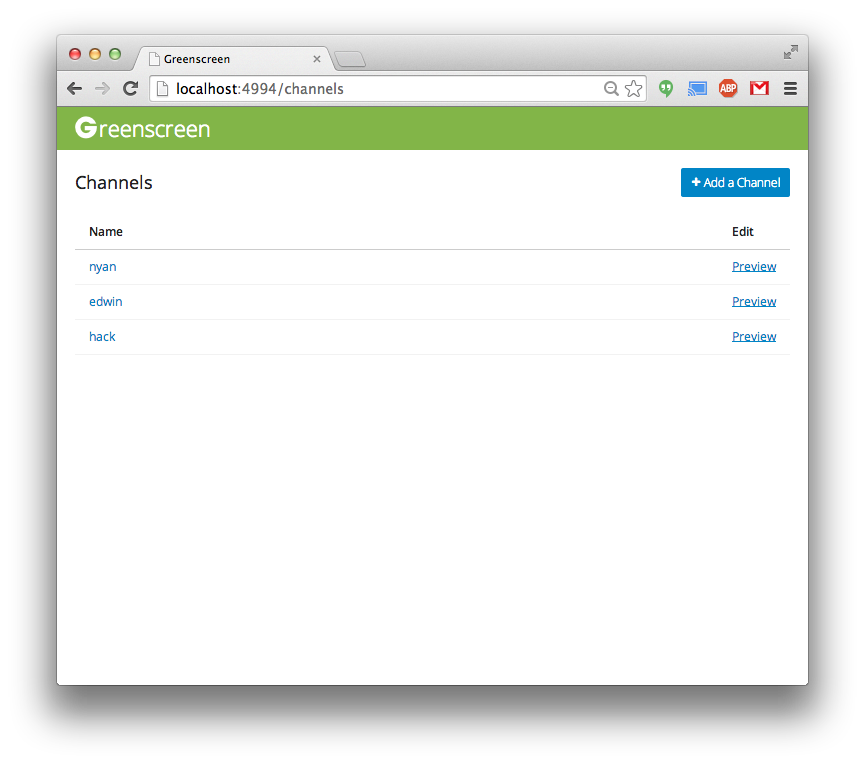 Greenscreen
localhost:4994/channels
ABP
Greenscreen
Channels
+ Add a Channel
Name Edit
nyan Preview
edwin Preview
hack Preview